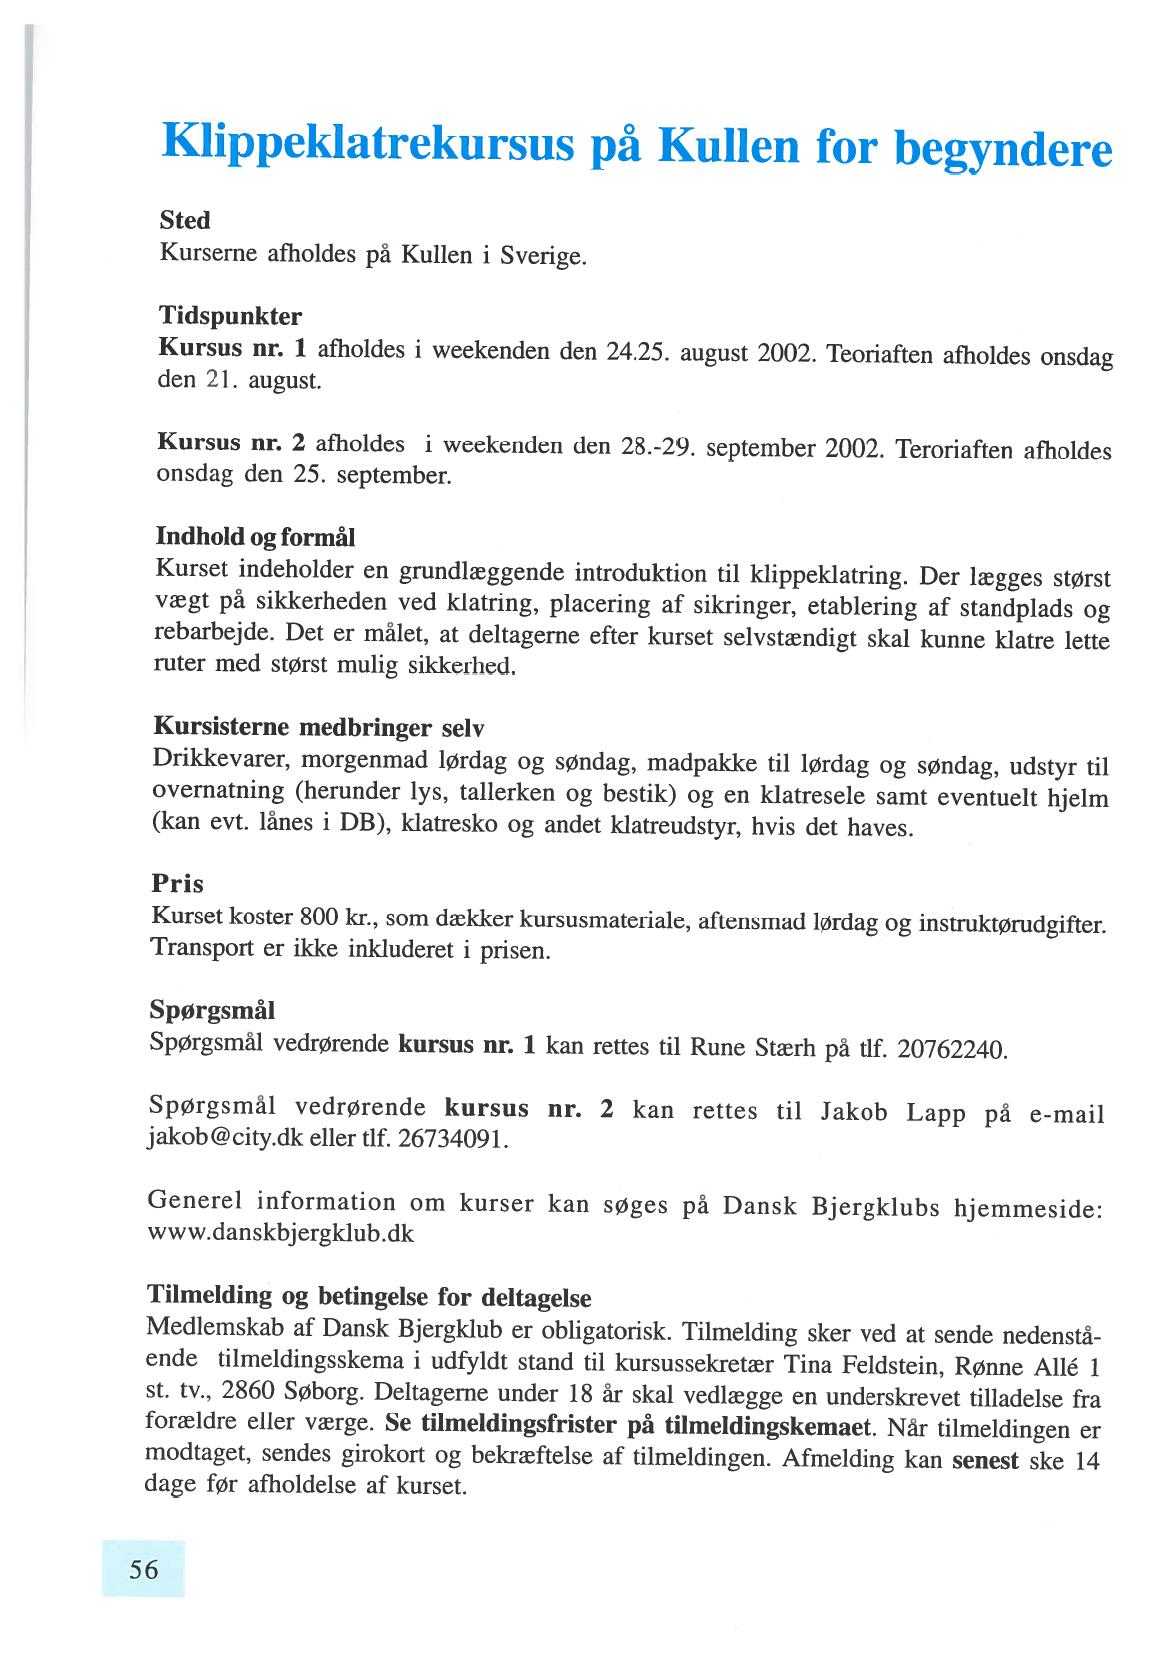 Klippeklatrekursus på Kullen for begyndere
Sted
Kurserne afholdes på Kullen i Sverige.
Tidspunkter
Kursus nr. 1 afholdes i weekenden den 24.25. august 2002. Teoriaften afholdes onsdag
den 21. august.
Kursus nr. 2 afholdes i weekenden den 28.-29. september 2002. Teroriaften afholdes
onsdag den 25. september.
Indhold og formål
Kurset indeholder en grundlæggende introduktion til klippeklatring. Der lægges størst
vægt på sikkerheden ved klatring, placering af sikringer, etablering af standplads og
rebarbejde. Det er målet, at deltagerne efter kurset selvstændigt skal kunne klatre lette
ruter med størst mulig sikkerhed.
Kursisterne medbringer selv
Drikkevarer, morgenmad lørdag og søndag, madpakke til lørdag og søndag, udstyr til
overnatning (herunder lys, tallerken og bestik) og en klatresele samt eventuelt hjelm
(kan evt. lånes i DB), klatresko og andet klatreudstyr, hvis det haves.
Pris
Kurset koster 800 kr., som dækker kursusmateriale, aftensmad lørdag og instruktørudgifter.
Transport er ikke inkluderet i prisen.
Spørgsmål
Spørgsmål vedrørende kursus nr. 1 kan rettes til Rune Stærh på tlf. 20762240.
Spørgsmål vedrørende kursus nr. 2 kan rettes til Jakob Lapp på e-mail
jakob@city.dk eller tlf. 26734091.
Generel information om kurser kan søges på Dansk Bjergklubs hjemmeside:
www.danskbjergklub.dk
Tilmelding og betingelse for deltagelse
Medlemskab af Dansk Bjergklub er obligatorisk. Tilmelding sker ved at sende nedenstå-
ende tilmeldingsskema i udfyldt stand til kursussekretær Tina Feldstein, Rønne Allé 1
st. tv., 2860 Søborg. Deltagerne under 18 år skal vedlægge en underskrevet tilladelse fra
forældre eller værge. Se tilmeldingsfrister på tilmeldingskemaet. Når tilmeldingen er
modtaget, sendes girokort og bekræftelse af tilmeldingen. Afmelding kan senest ske 14
dage før afholdelse af kurset.
56